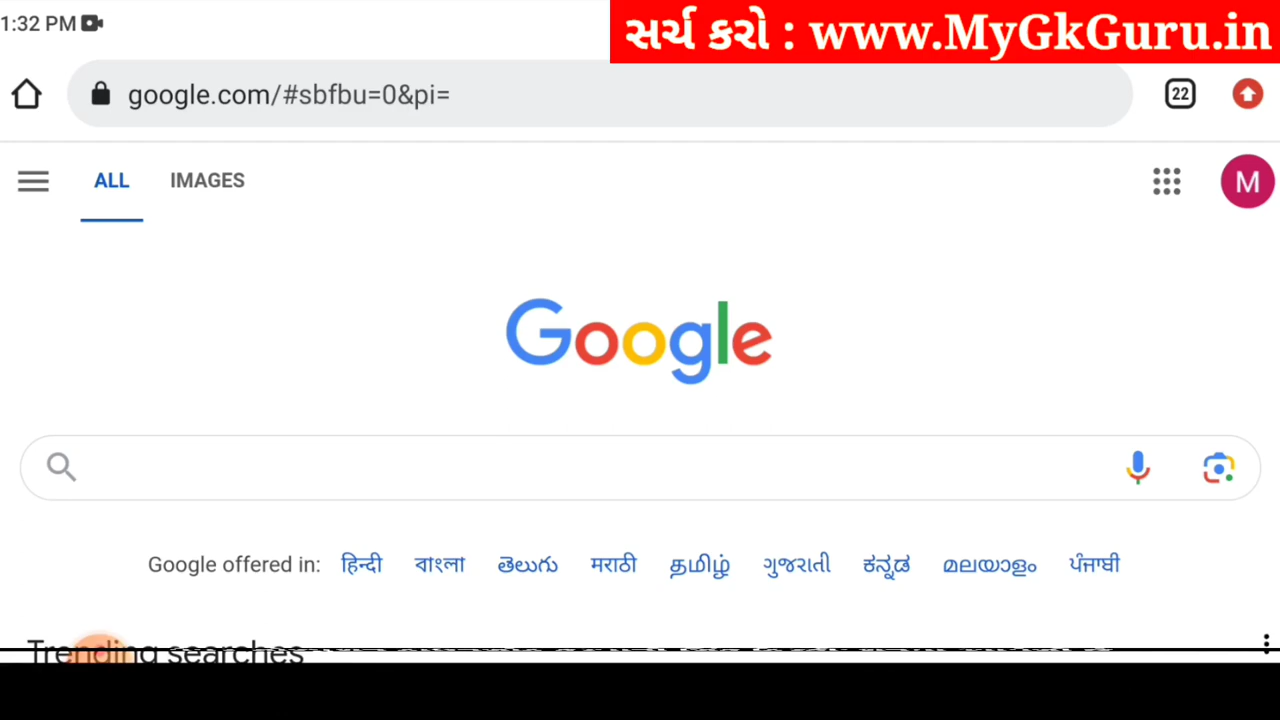 1:32 PM
સર્ચ કરો : www.MyGkGuru.in
google.com/#sbfbu=0&pi=
22
ALL IMAGES
M
Google
Google offered in: हिन्दी বাংলা తెలుగు मराठी தமிழ் ગુજરાતી ಕನ್ನಡ മലയാളം ਪੰਜਾਬੀ
Trending searches